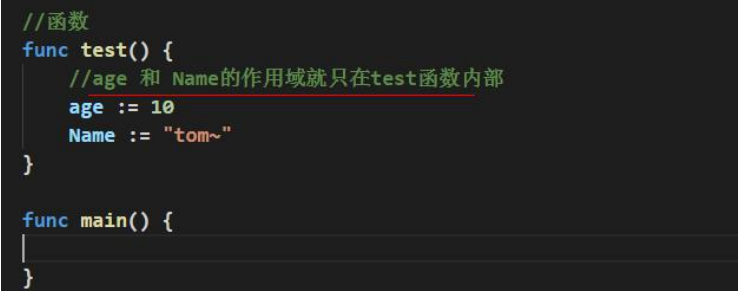 //函数
func test() {
    //age 和 Name的作用域就只在test函数内部
    age := 10
    Name := "tom~"
}
func main() {
}